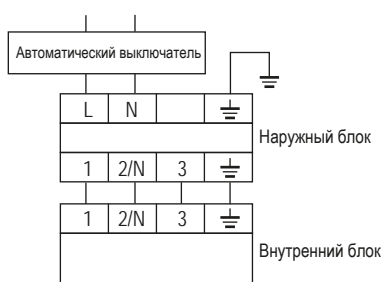 Автоматический выключатель
L N
Наружный блок
1 2/N 3
1 2/N 3
Внутренний блок